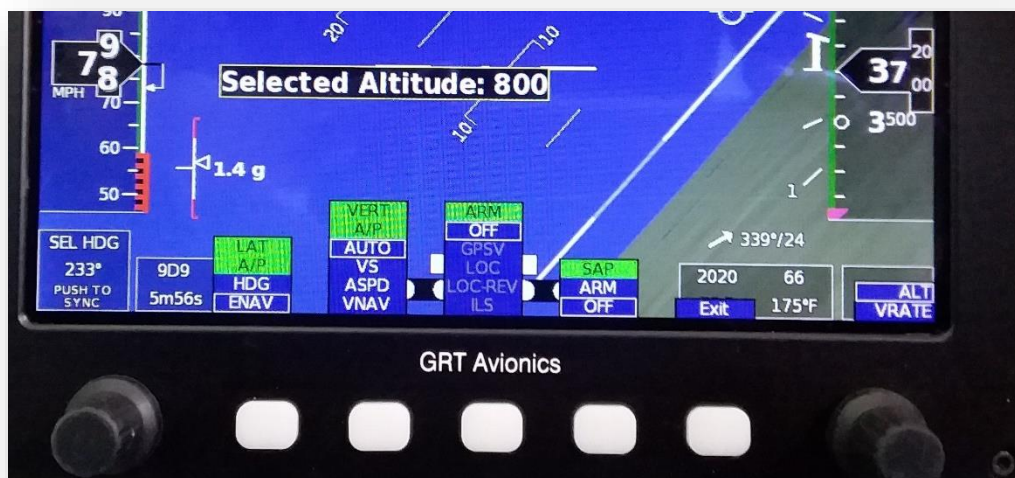 90
20
10
9
7
8
MPH
70
60
50
Selected Altitude: 800
10
1.4 g
20
37
00
3500
1
339°/24
SEL HDG
233°
PUSH TO
SYNC
9D9
5m56s
LAT
A/P
HDG
ENAV
VERT
A/P
AUTO
VS
ASPD
VNAV
ARM
OFF
GPSV
LOC
LOC-REV
ILS
SAP
ARM
OFF
2020
66
175°F
Exit
ALT
VRATE
GRT Avionics